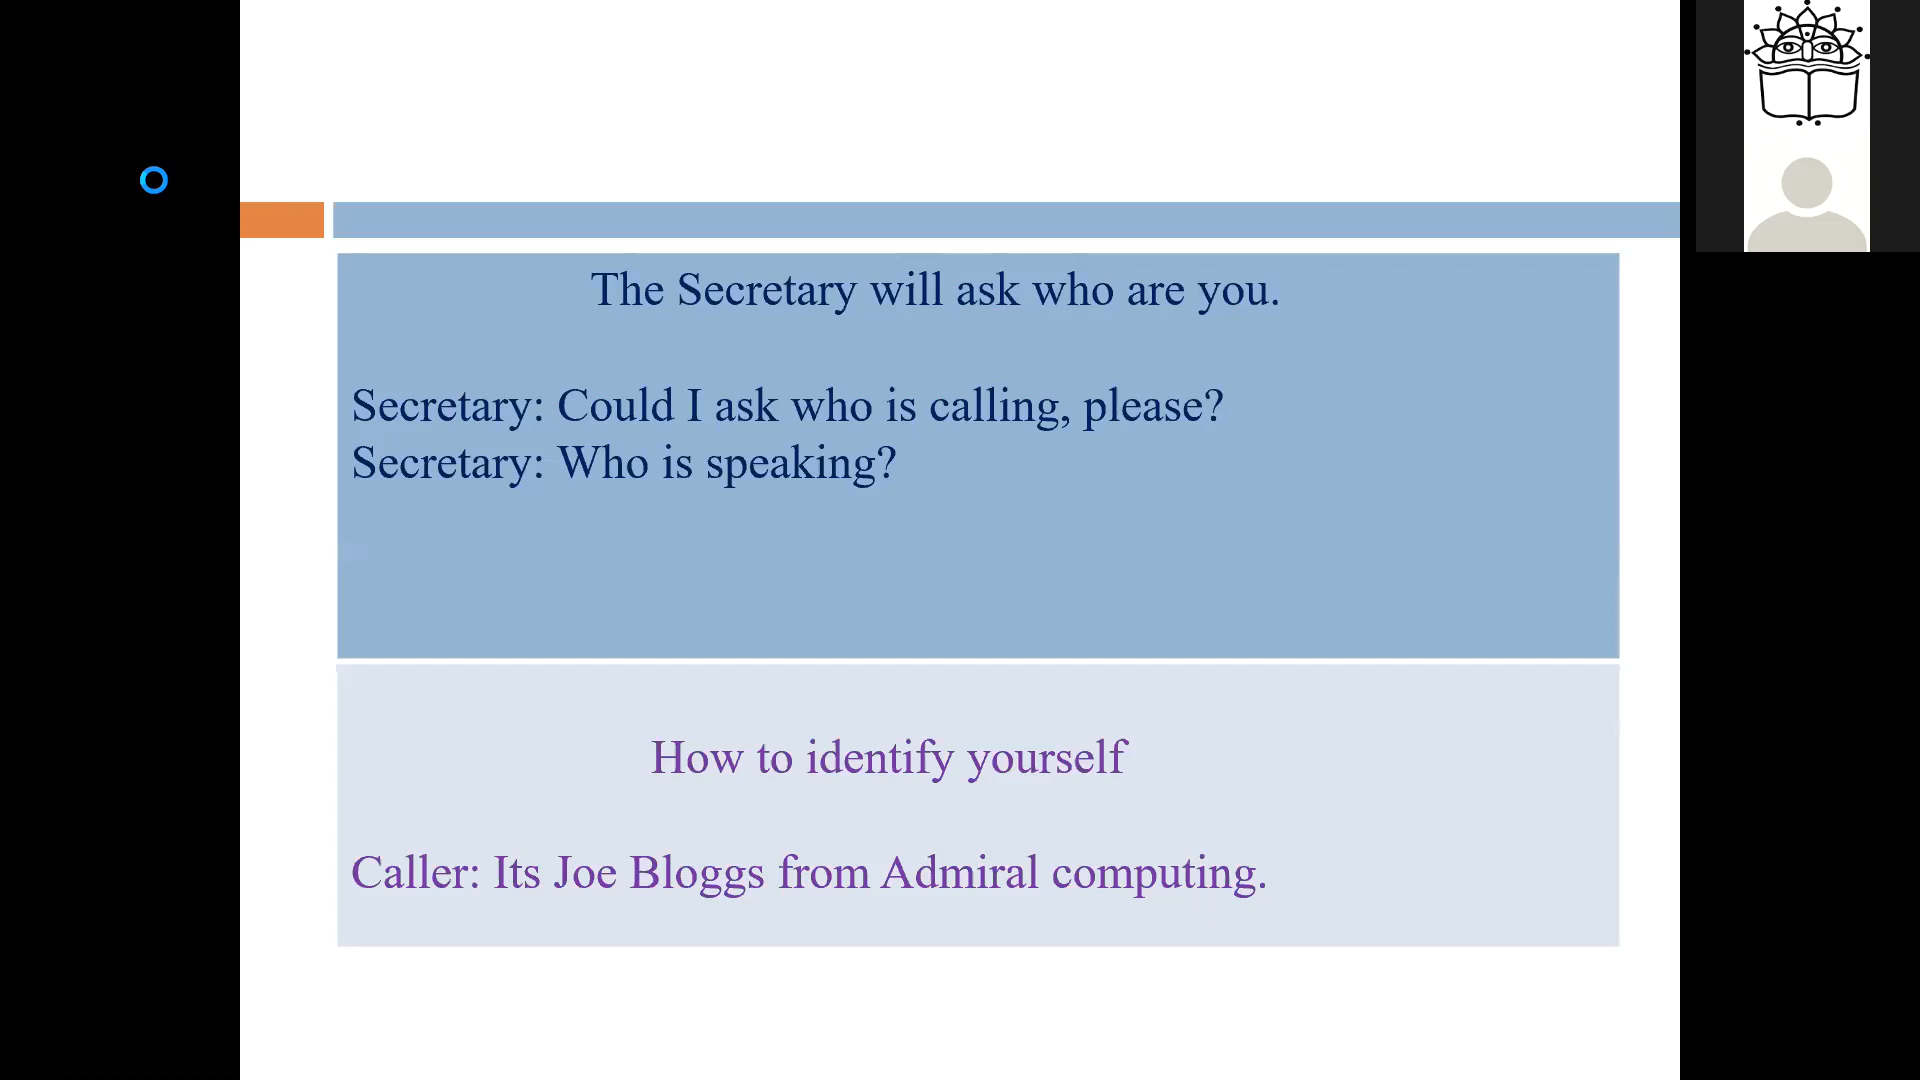 The Secretary will ask who are you.
Secretary: Could I ask who is calling, please?
Secretary: Who is speaking?
How to identify yourself
Caller: Its Joe Bloggs from Admiral computing.